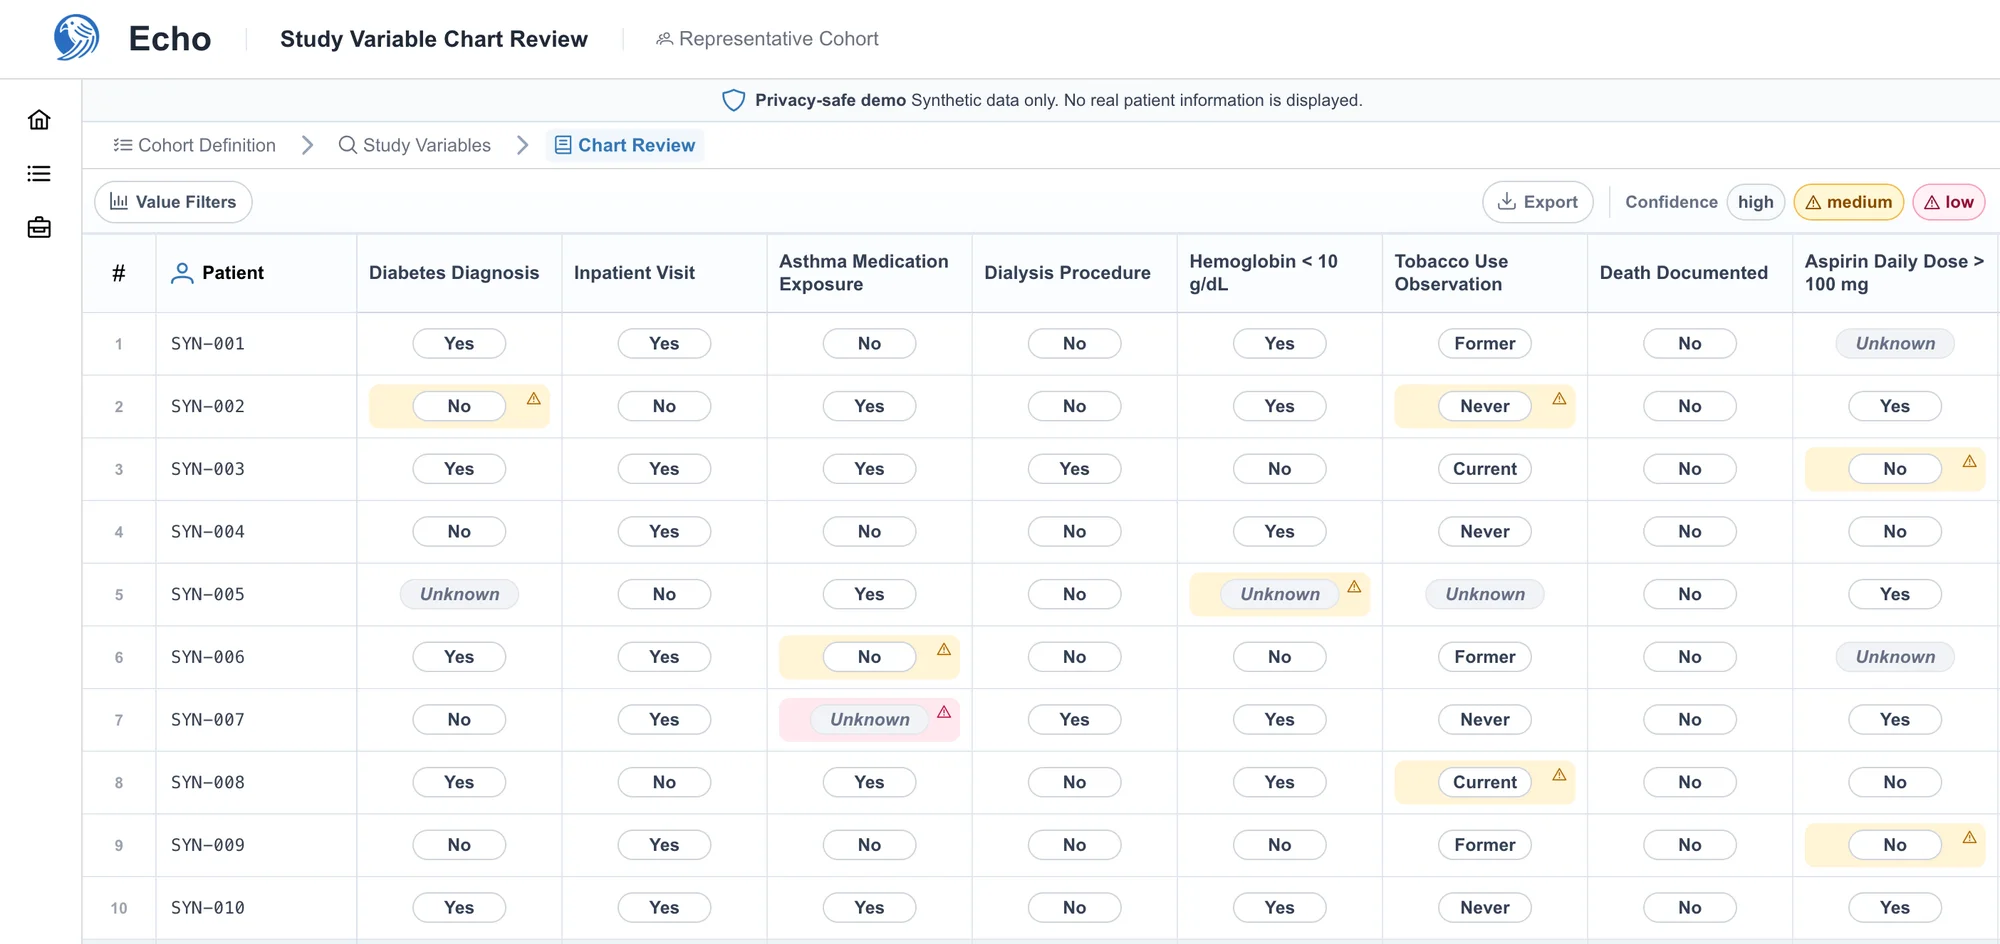 Echo
Study Variable Chart Review
Representative Cohort
Privacy-safe demo Synthetic data only. No real patient information is displayed.
Cohort Definition
Study Variables
Chart Review
Value Filters
Export
Confidence
high
medium
low
#
Patient
Diabetes Diagnosis
Inpatient Visit
Asthma Medication
Exposure
Dialysis Procedure
Hemoglobin < 10
g/dL
Tobacco Use
Observation
Death Documented
Aspirin Daily Dose >
100 mg
1 SYN-001 Yes Yes No No Yes Former No Unknown
2 SYN-002 No No Yes No Yes Never No Yes
3 SYN-003 Yes Yes Yes Yes No Current No No
4 SYN-004 No Yes No No Yes Never No No
5 SYN-005 Unknown No Yes No Unknown Unknown No Yes
6 SYN-006 Yes Yes No No No Former No Unknown
7 SYN-007 No Yes Unknown Yes Yes Never No Yes
8 SYN-008 Yes No Yes No Yes Current No No
9 SYN-009 No Yes No No No Former No No
10 SYN-010 Yes Yes Yes No Yes Never No Yes